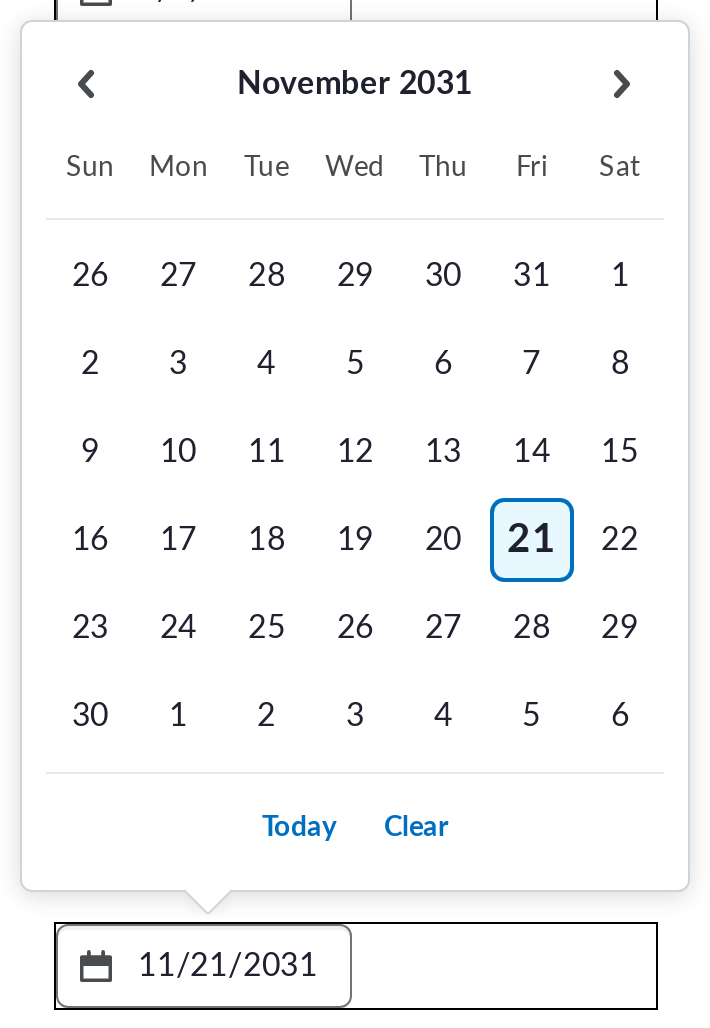 November 2031
Sun Mon Tue Wed Thu Fri Sat
26 27 28 29 30 31 1
2 3 4 5 6 7 8
9 10 11 12 13 14 15
16 17 18 19 20 21 22
23 24 25 26 27 28 29
30 1 2 3 4 5 6
Today Clear
11/21/2031